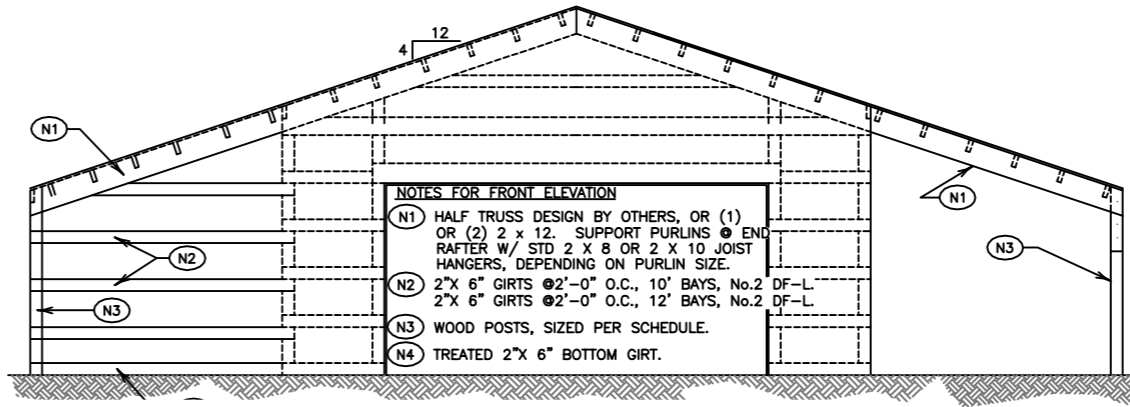 12
4
N1
NOTES FOR FRONT ELEVATION
N1 HALF TRUSS DESIGN BY OTHERS, OR (1)
OR (2) 2 x 12. SUPPORT PURLINS @ END
RAFTER W/ STD 2 X 8 OR 2 X 10 JOIST
HANGERS, DEPENDING ON PURLIN SIZE.
N2 2"X 6" GIRTS @2'-0" O.C., 10' BAYS, No.2 DF-L.
2"X 6" GIRTS @2'-0" O.C., 12' BAYS, No.2 DF-L.
N3 WOOD POSTS, SIZED PER SCHEDULE.
N4 TREATED 2"X 6" BOTTOM GIRT.
N1
N2
N3
N3